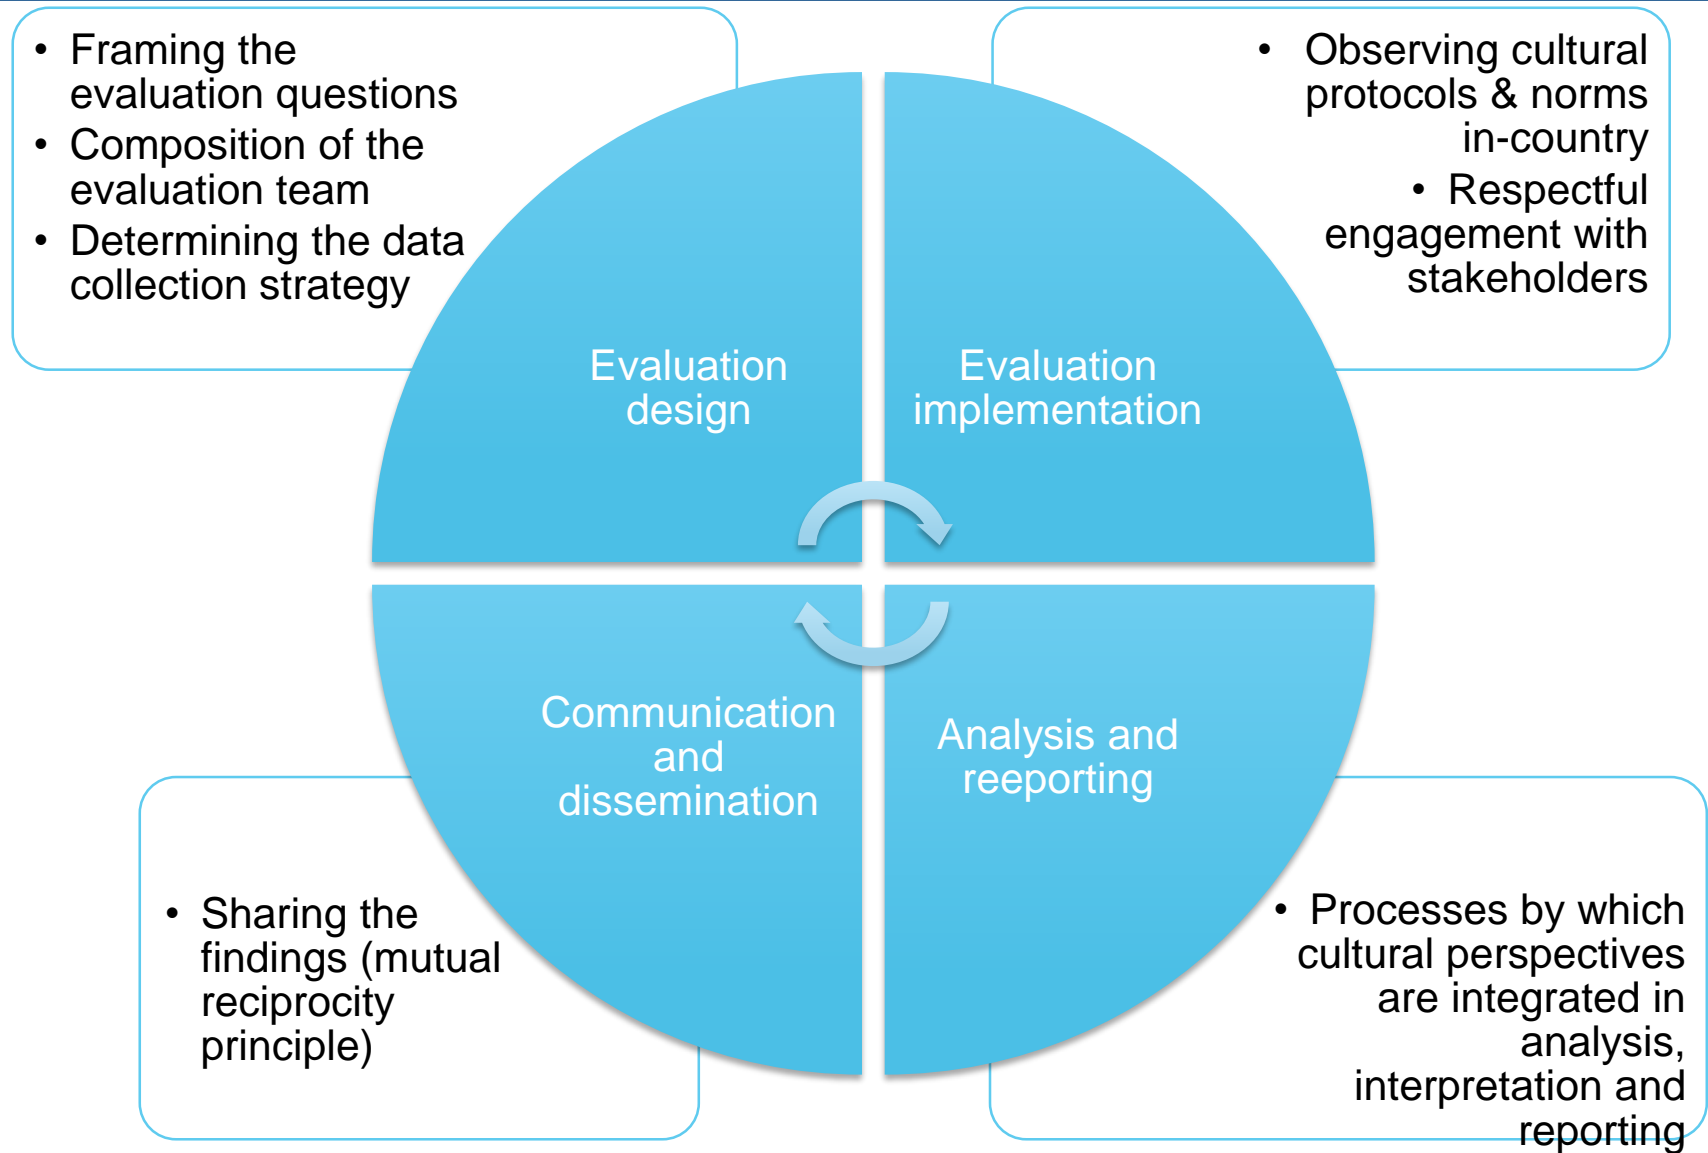 • Framing the
evaluation questions
• Composition of the
evaluation team
• Determining the data
collection strategy
• Observing cultural
protocols & norms
in-country
• Respectful
engagement with
stakeholders
Evaluation
design
Evaluation
implementation
Communication
and
dissemination
Analysis and
reeporting
• Sharing the
findings (mutual
reciprocity
principle)
• Processes by which
cultural perspectives
are integrated in
analysis,
interpretation and
reporting